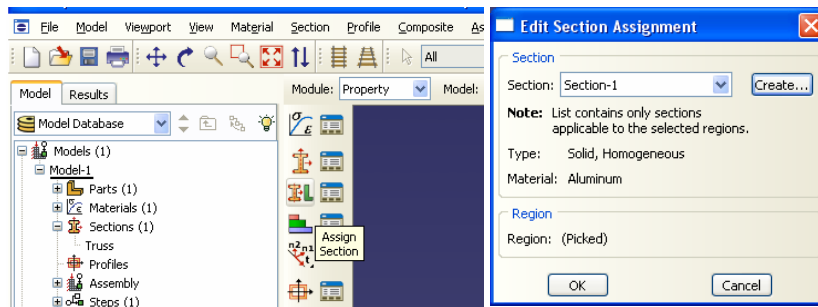 File Model Viewport View Material Section Profile Composite As
All
Model Results
Module: Property Model:
Model Database
Models (1)
Model-1
Parts (1)
Materials (1)
Sections (1)
Truss
Profiles
Assembly
Steps (1)
σ ε
n2 n1
t
Assign
Section
Edit Section Assignment
Section
Section: Section-1 Create...
Note: List contains only sections
applicable to the selected regions.
Type: Solid, Homogeneous
Material: Aluminum
Region
Region: (Picked)
OK Cancel